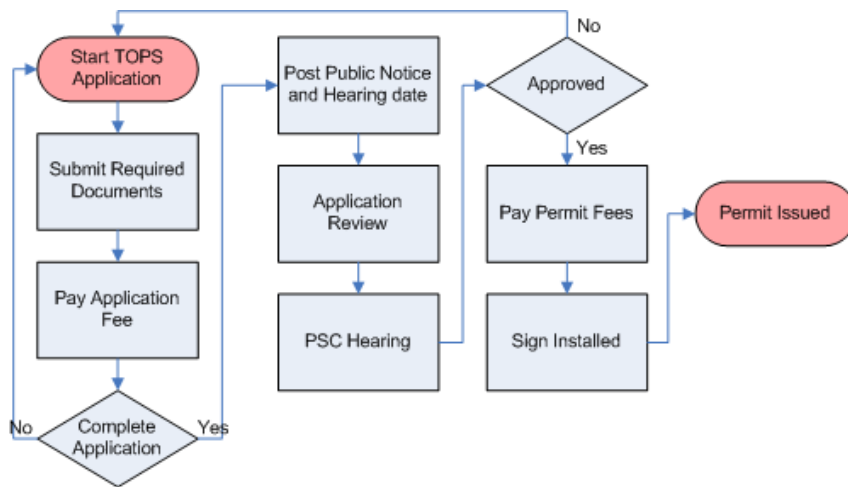 Start TOPS
Application
Submit Required
Documents
Pay Application
Fee
Complete
Application
No
Yes
Post Public Notice
and Hearing date
Application
Review
PSC Hearing
Approved
No
Yes
Pay Permit Fees
Sign Installed
Permit Issued